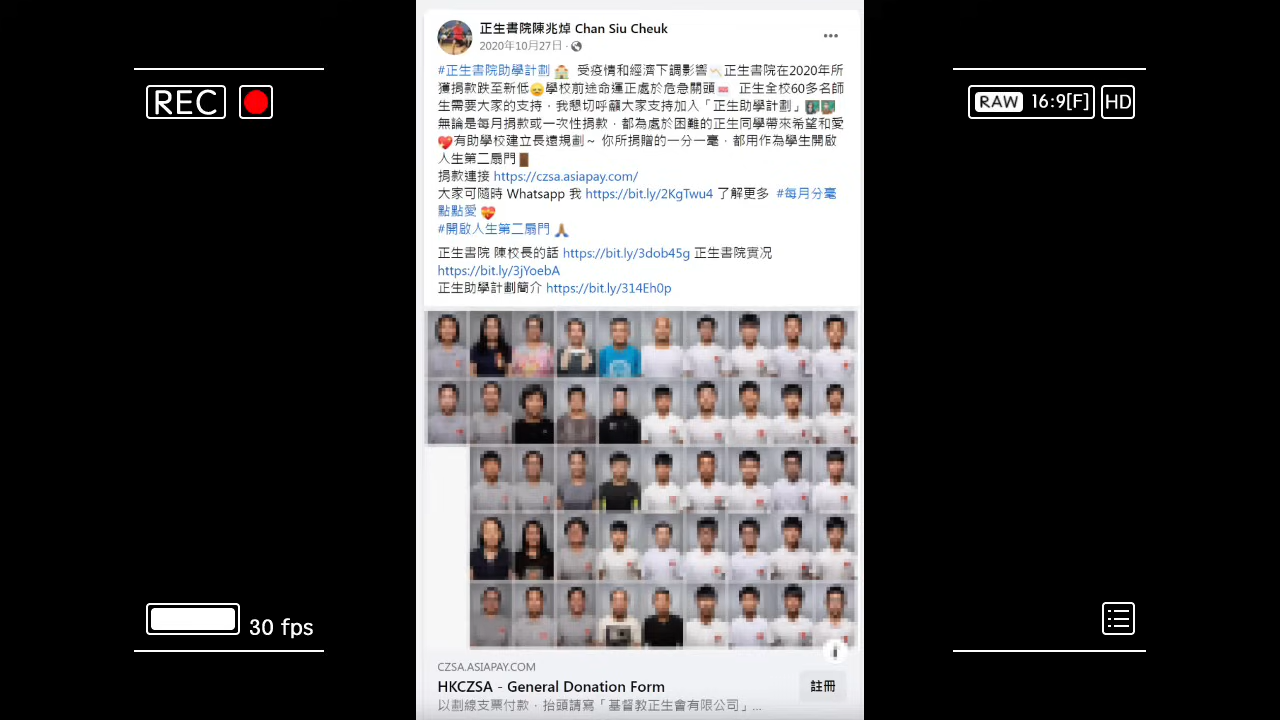 REC
RAW 16:9[F] HD
正生書院陳兆焯 Chan Siu Cheuk
2020年10月27日
#正生書院助學計劃 受疫情和經濟下調影響 正生書院在2020年所
獲捐款跌至新低 學校前途命運正處於危急關頭 正生全校60多名師
生需要大家的支持，我懇切呼籲大家支持加入「正生助學計劃」
無論是每月捐款或一次性捐款，都為處於困難的正生同學帶來希望和愛
有助學校建立長遠規劃~ 你所捐贈的一分一毫，都用作為學生開啟
人生第二扇門
捐款連接 https://czsa.asiapay.com/
大家可隨時 Whatsapp 我 https://bit.ly/2KgTwu4 了解更多 #每月分毫
點點愛
#開啟人生第二扇門
正生書院 陳校長的話 https://bit.ly/3dob45g 正生書院實况
https://bit.ly/3jYoebA
正生助學計劃簡介 https://bit.ly/314Eh0p
CZSA.ASIAPAY.COM
HKCZSA - General Donation Form
註冊
以劃線支票付款，抬頭請寫「基督教正生會有限公司」...
30 fps